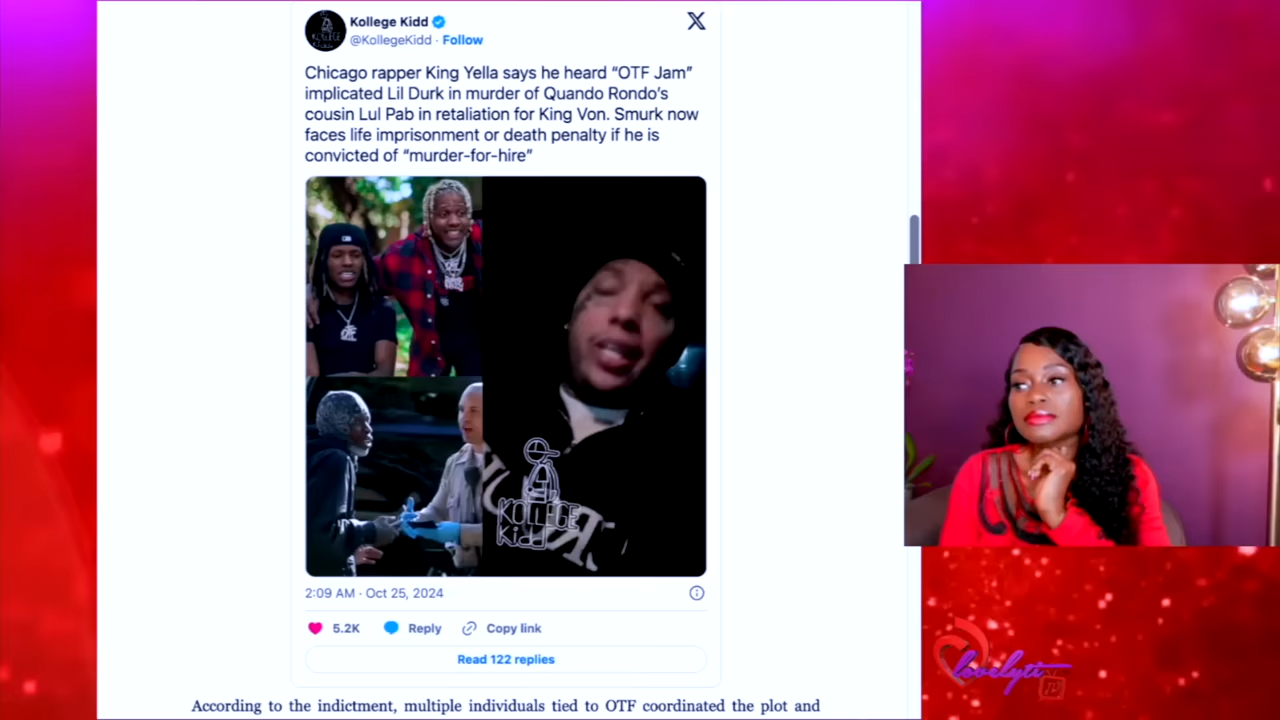 Kollege Kidd
@KollegeKidd · Follow
Chicago rapper King Yella says he heard “OTF Jam”
implicated Lil Durk in murder of Quando Rondo’s
cousin Lul Pab in retaliation for King Von. Smurk now
faces life imprisonment or death penalty if he is
convicted of “murder-for-hire”
KOLLEGE
Kidd
2:09 AM · Oct 25, 2024
5.2K Reply Copy link
Read 122 replies
According to the indictment, multiple individuals tied to OTF coordinated the plot and
lovelyti
TV